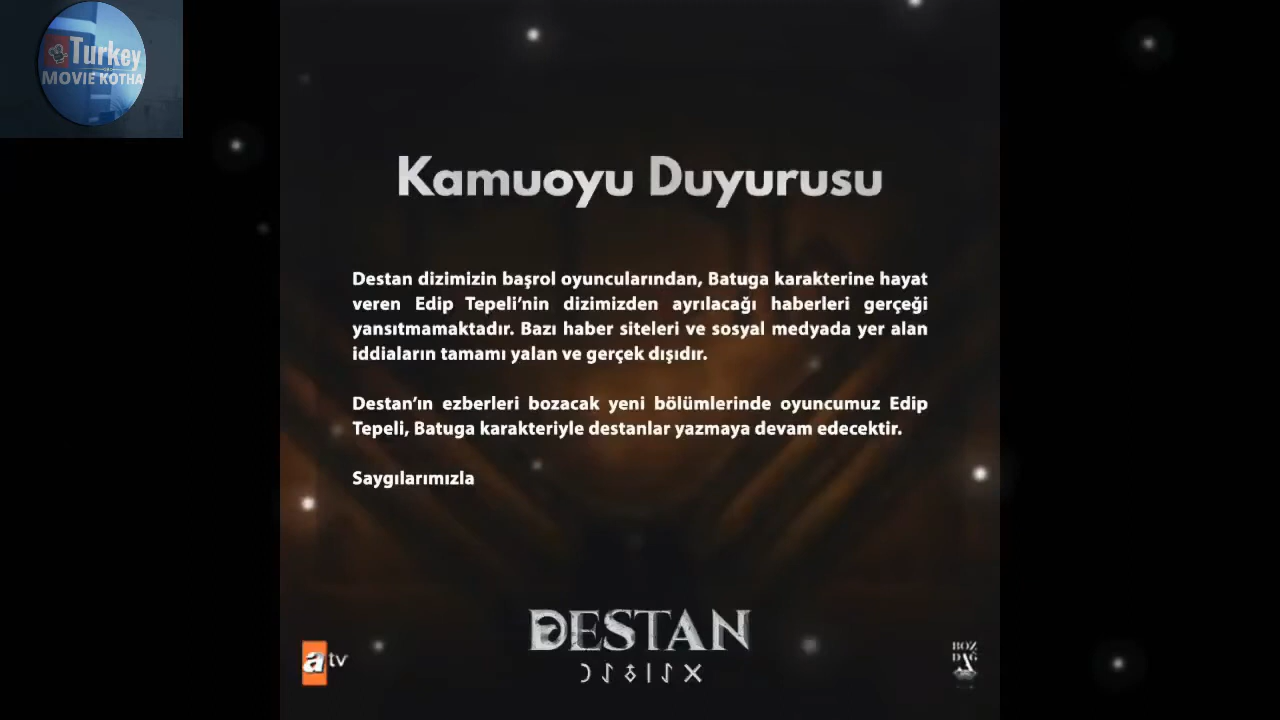 Turkey
MOVIE KOTHA
Kamuoyu Duyurusu
Destan dizimizin başrol oyuncularından, Batuga karakterine hayat
veren Edip Tepeli’nin dizimizden ayrılacağı haberleri gerçeği
yansıtmamaktadır. Bazı haber siteleri ve sosyal medyada yer alan
iddiaların tamamı yalan ve gerçek dışıdır.
Destan’ın ezberleri bozacak yeni bölümlerinde oyuncumuz Edip
Tepeli, Batuga karakteriyle destanlar yazmaya devam edecektir.
Saygılarımızla
DESTAN
atv
BOZ
DAĞ